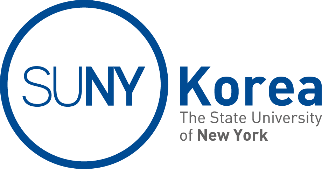 SUNY Korea
The State University
of New York